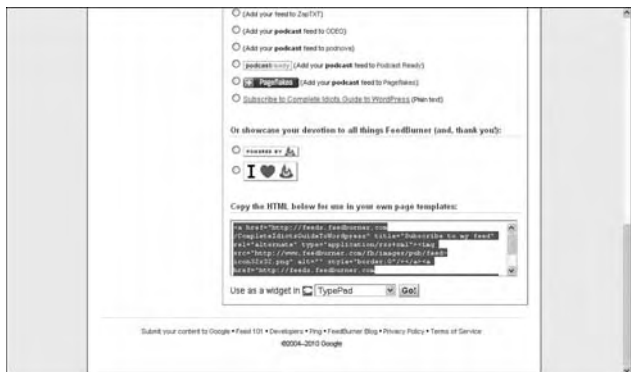 (Add your feed to ZapTXT)
(Add your podcast feed to ODEO)
(Add your podcast feed to podnova)
podcast ready (Add your podcast feed to Podcast Ready)
Pageflakes (Add your podcast feed to Pageflakes)
Subscribe to Complete Idiots Guide to WordPress (Plain text)
Or showcase your devotion to all things FeedBurner (and, thank you!):
POWERED BY
I
Copy the HTML below for use in your own page templates:
<a href="http://feeds.feedburner.com
/CompleteIdiotsGuideToWordpress" title="Subscribe to my feed"
rel="alternate" type="application/rss+xml"><img
src="http://www.feedburner.com/fb/images/pub/feed-
icon32x32.png" alt="" style="border:0"/></a><a
href="http://feeds.feedburner.com
Use as a widget in TypePad Go!
Submit your content to Google • Feed 101 • Developers • Ping • FeedBurner Blog • Privacy Policy • Terms of Service
©2004–2010 Google